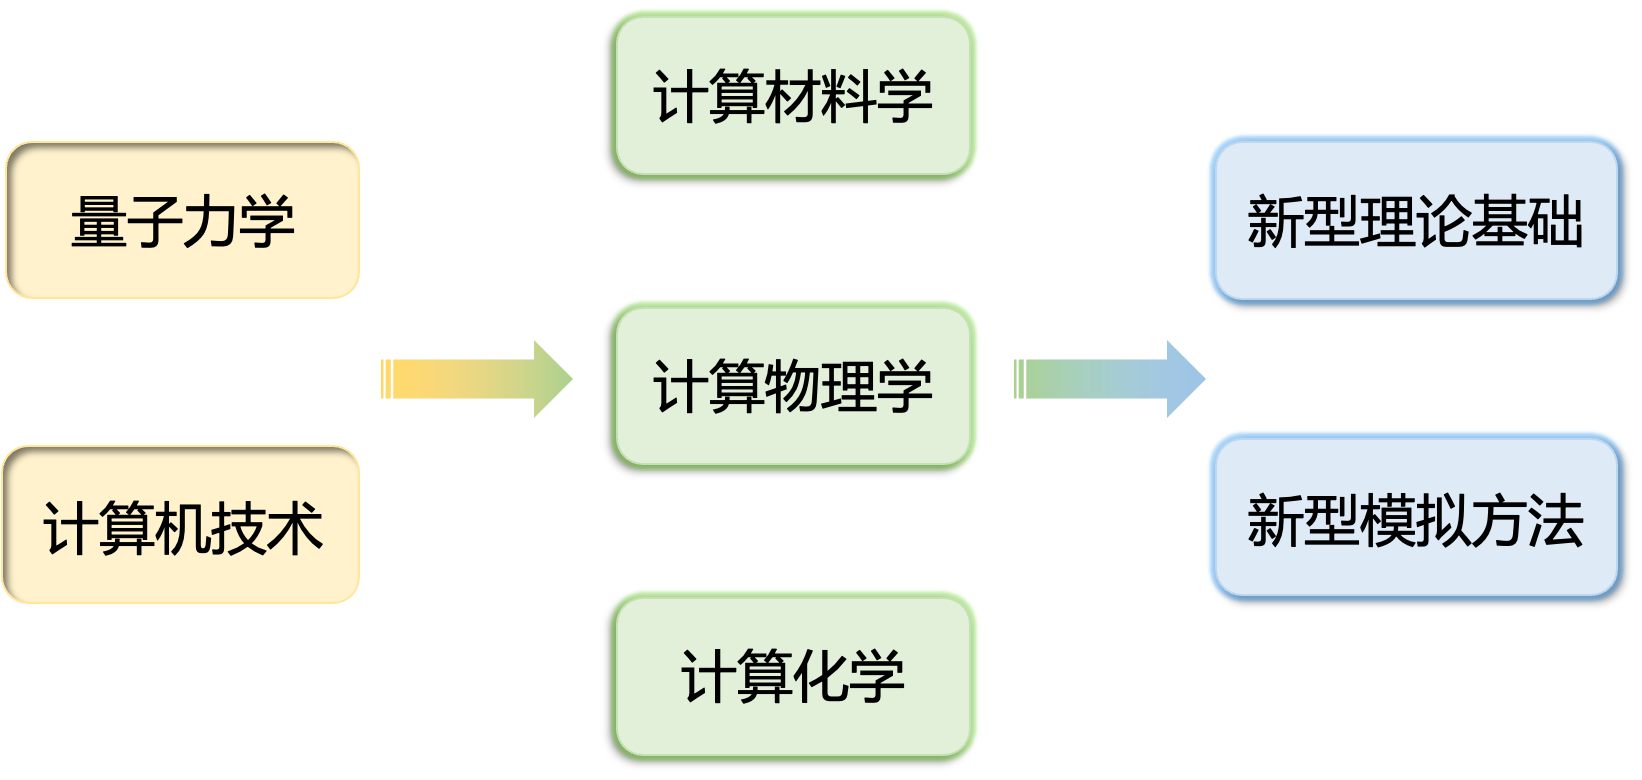 量子力学
计算机技术
计算材料学
计算物理学
计算化学
新型理论基础
新型模拟方法